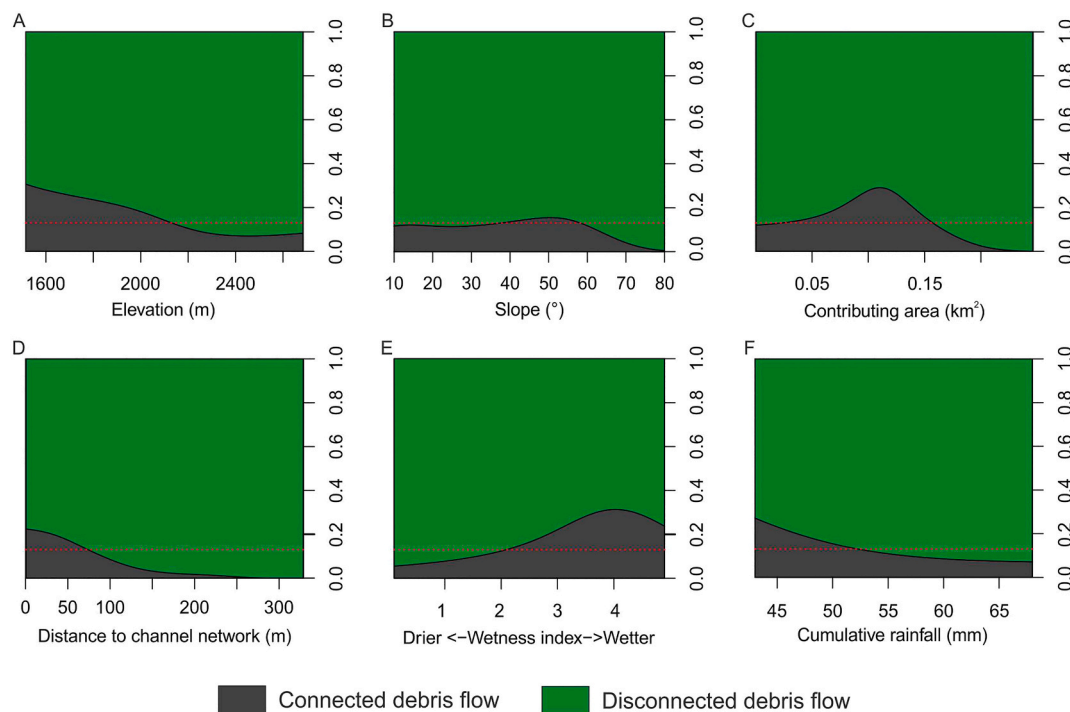 A
B
C
0.0 0.2 0.4 0.6 0.8 1.0
0.0 0.2 0.4 0.6 0.8 1.0
0.0 0.2 0.4 0.6 0.8 1.0
1600 2000 2400
10 20 30 40 50 60 70 80
0.05 0.15
Elevation (m)
Slope (°)
Contributing area (km²)
D
E
F
0.0 0.2 0.4 0.6 0.8 1.0
0.0 0.2 0.4 0.6 0.8 1.0
0.0 0.2 0.4 0.6 0.8 1.0
0 50 100 200 300
1 2 3 4
45 50 55 60 65
Distance to channel network (m)
Drier <−Wetness index−>Wetter
Cumulative rainfall (mm)
Connected debris flow
Disconnected debris flow